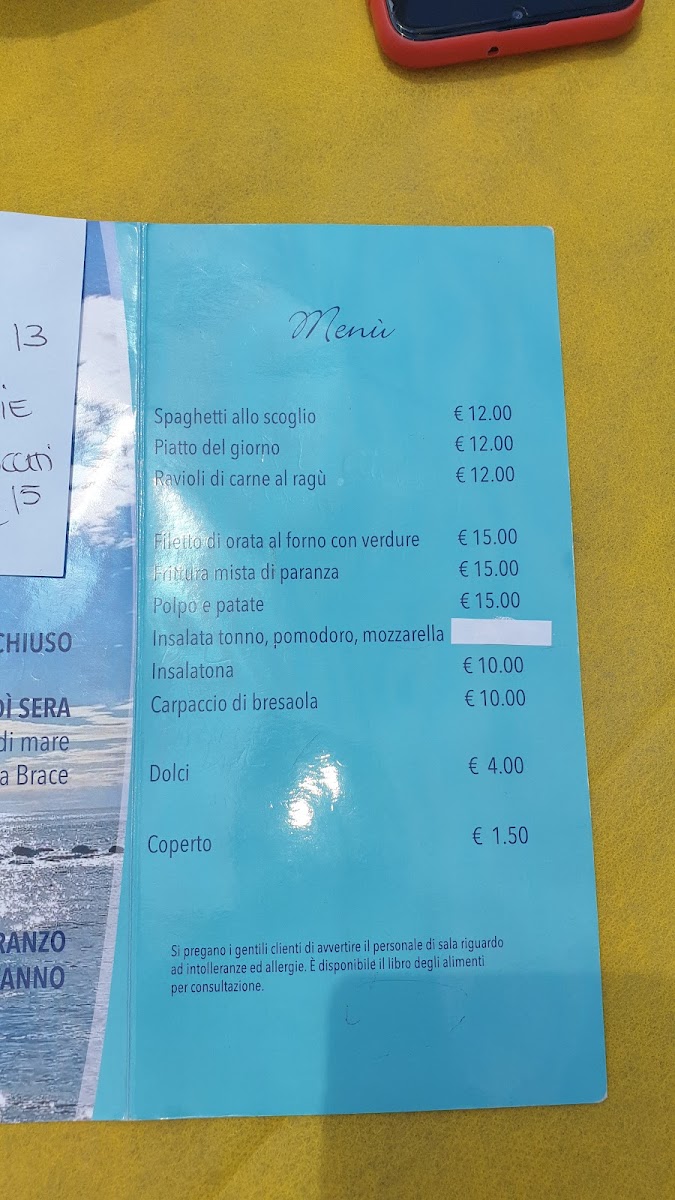 13
IE
15
CHIUSO
DÌ SERA
di mare
a Brace
RANZO
ANNO
Menù
Spaghetti allo scoglio € 12.00
Piatto del giorno € 12.00
Ravioli di carne al ragù € 12.00
Filetto di orata al forno con verdure € 15.00
Frittura mista di paranza € 15.00
Polpo e patate € 15.00
Insalata tonno, pomodoro, mozzarella
Insalatona € 10.00
Carpaccio di bresaola € 10.00
Dolci € 4.00
Coperto € 1.50
Si pregano i gentili clienti di avvertire il personale di sala riguardo
ad intolleranze ed allergie. È disponibile il libro degli alimenti
per consultazione.